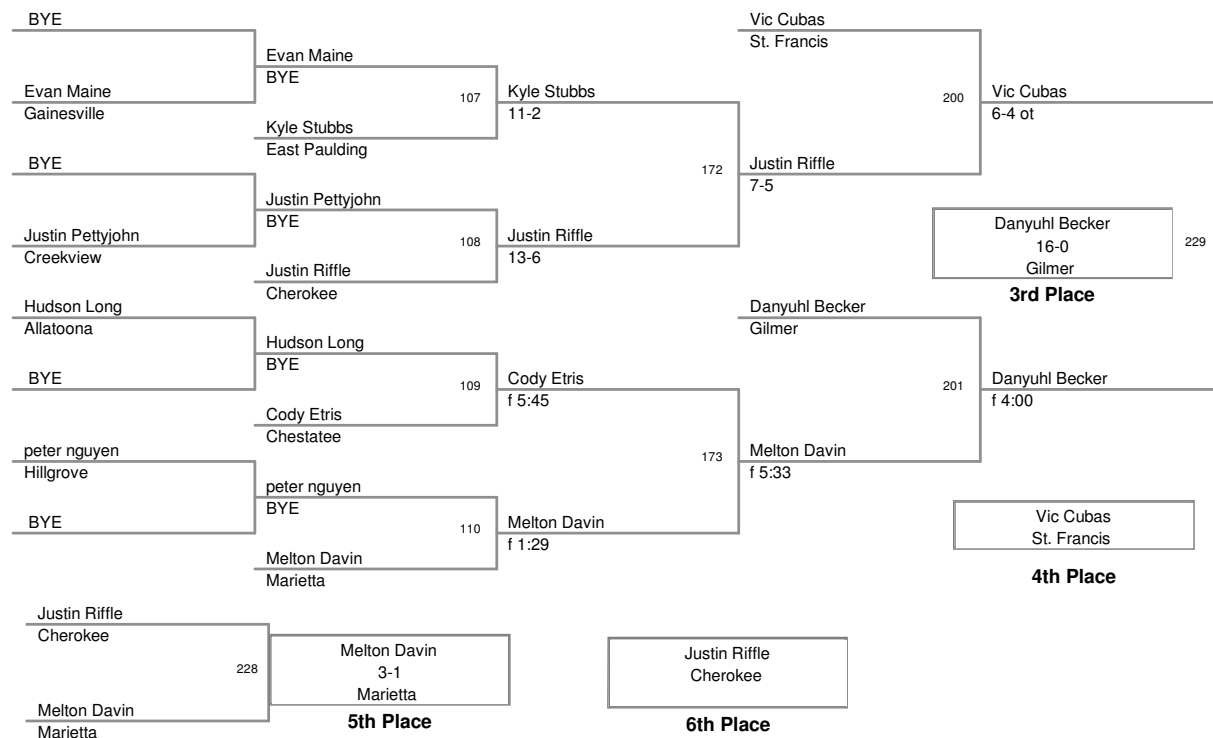 BYE
Evan Maine
Gainesville
BYE
Justin Pettyjohn
Creekview
Hudson Long
Allatoona
BYE
peter nguyen
Hillgrove
BYE
Evan Maine
BYE
107
Kyle Stubbs
East Paulding
Justin Pettyjohn
BYE
108
Justin Riffle
Cherokee
Hudson Long
BYE
109
Cody Etris
Chestatee
peter nguyen
BYE
110
Melton Davin
Marietta
Kyle Stubbs
11-2
172
Justin Riffle
13-6
Cody Etris
f 5:45
173
Melton Davin
f 1:29
Vic Cubas
St. Francis
200
Justin Riffle
7-5
Danyuhl Becker
Gilmer
201
Melton Davin
f 5:33
Vic Cubas
6-4 ot
Danyuhl Becker
16-0
Gilmer
229
3rd Place
Danyuhl Becker
f 4:00
Vic Cubas
St. Francis
4th Place
Justin Riffle
Cherokee
228
Melton Davin
Marietta
Melton Davin
3-1
Marietta
5th Place
Justin Riffle
Cherokee
6th Place